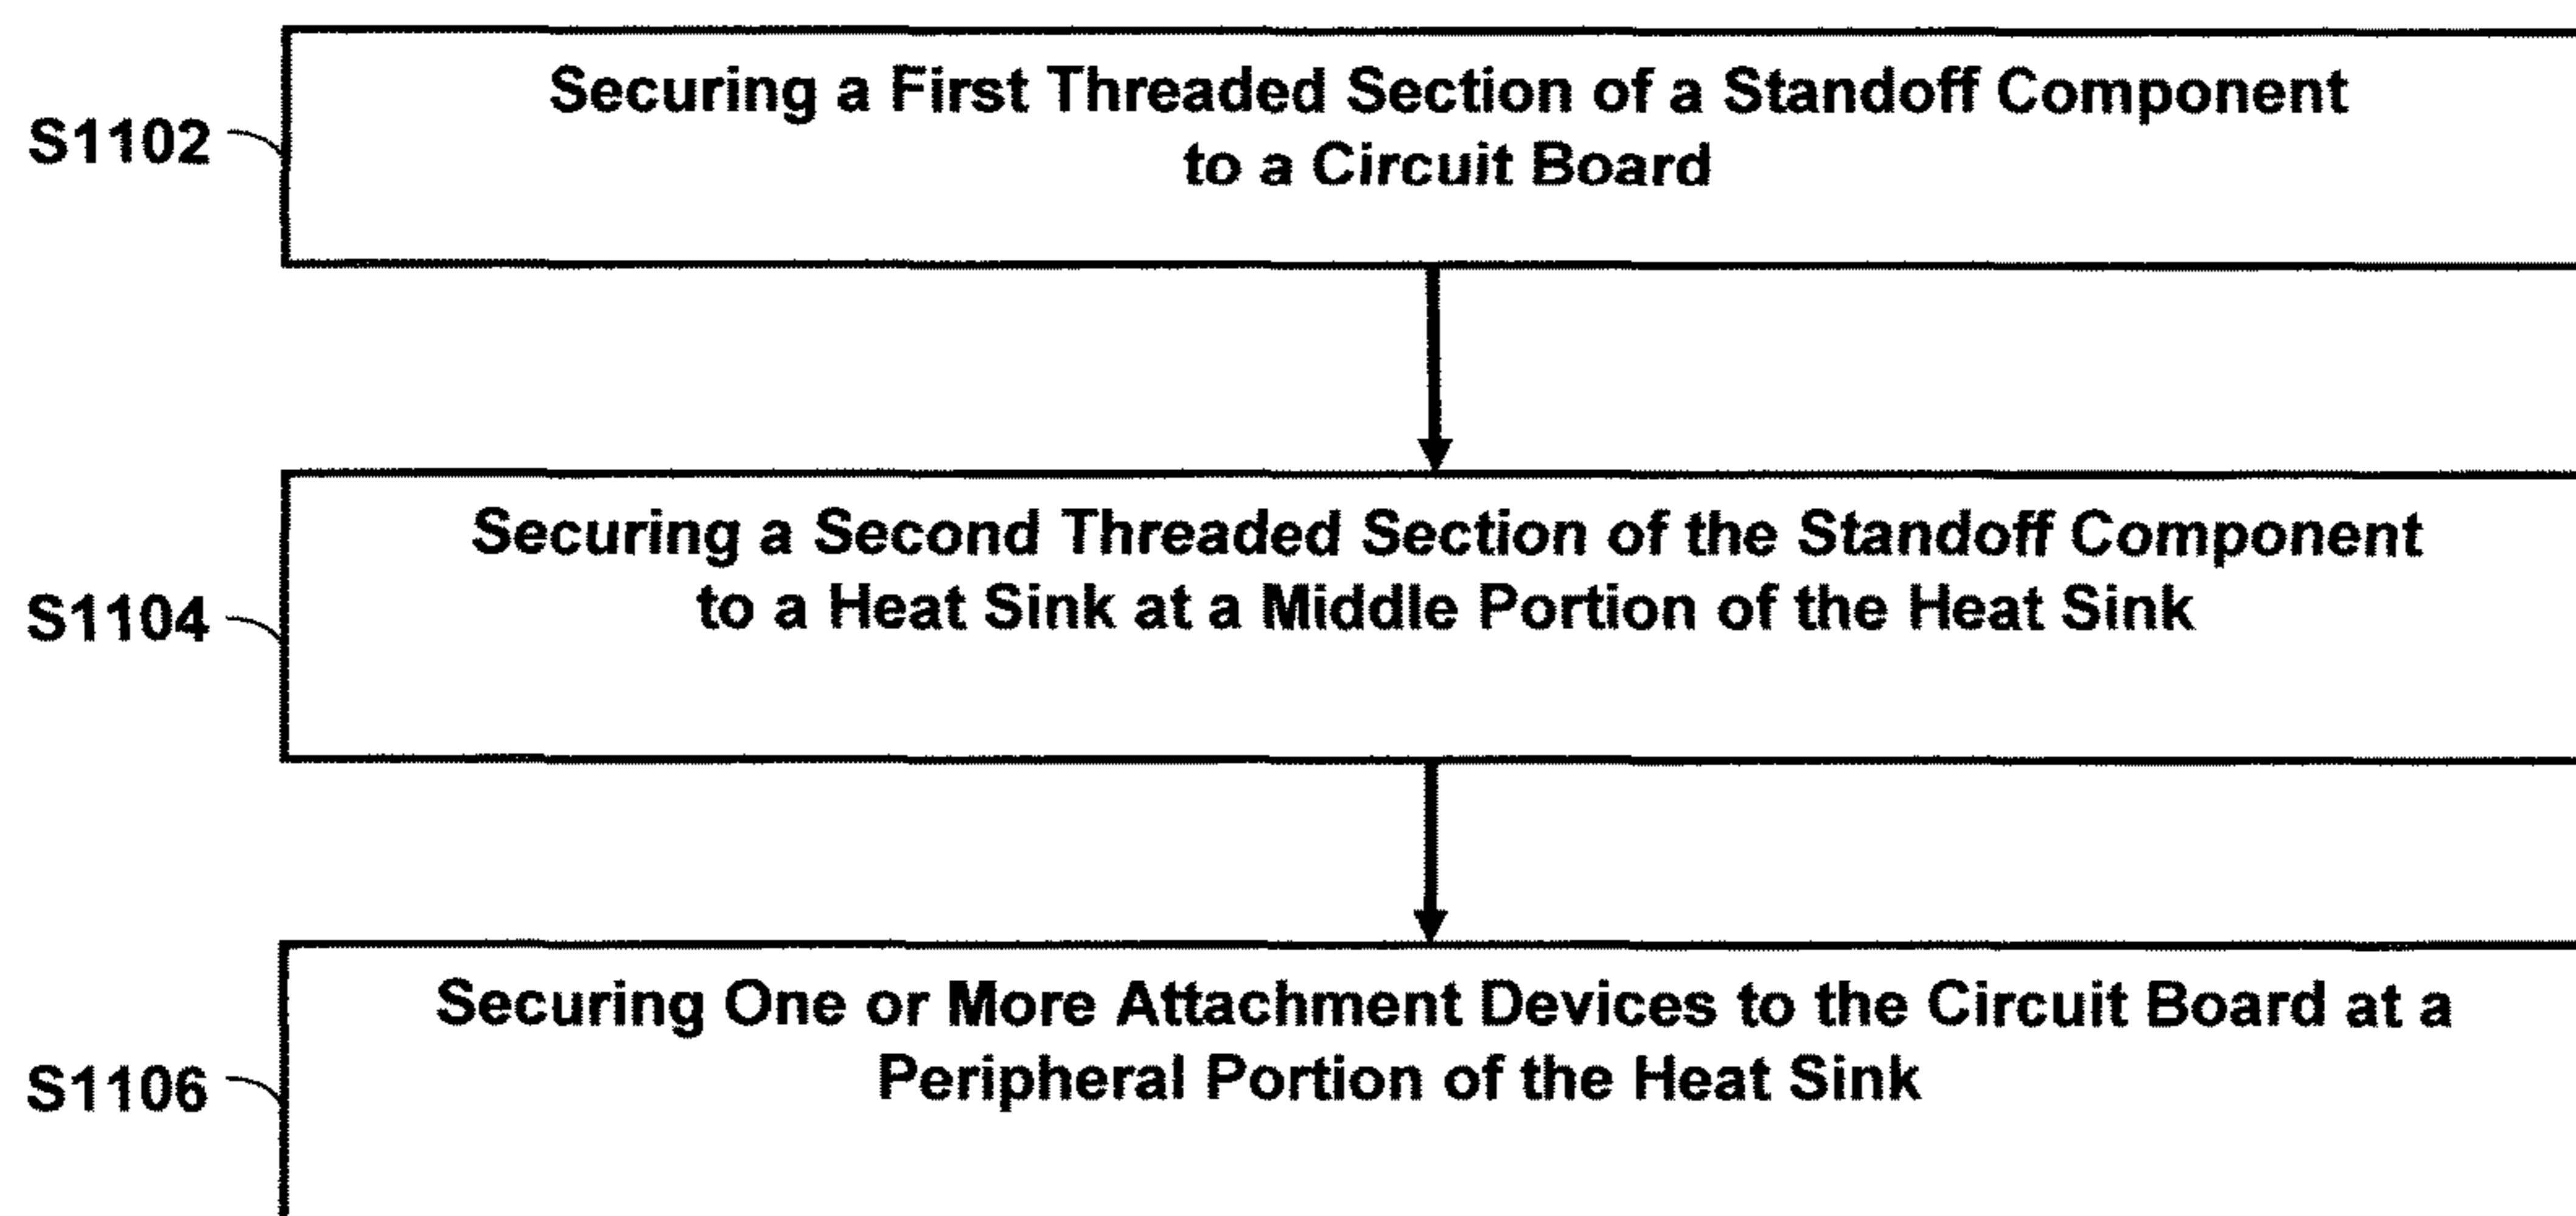 Securing a First Threaded Section of a Standoff Component
to a Circuit Board
S1102
Securing a Second Threaded Section of the Standoff Component
to a Heat Sink at a Middle Portion of the Heat Sink
S1104
Securing One or More Attachment Devices to the Circuit Board at a
Peripheral Portion of the Heat Sink
S1106